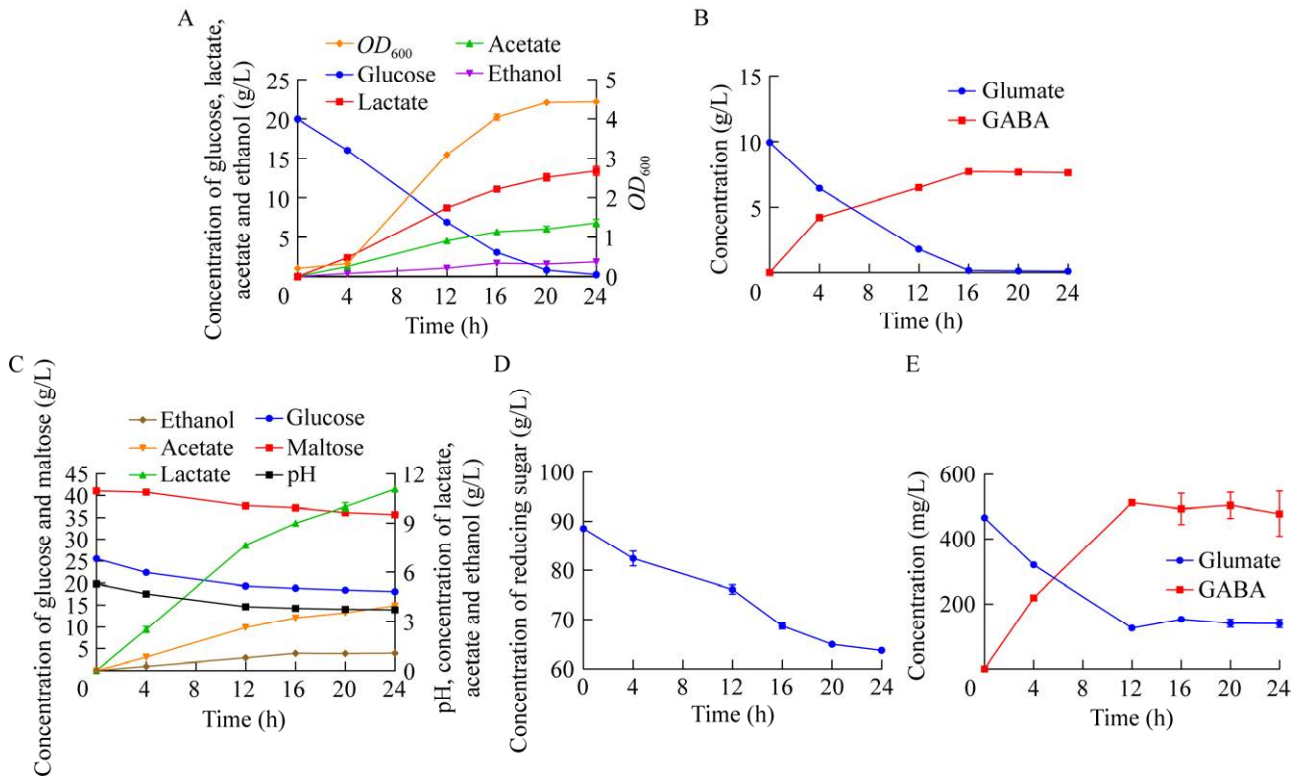 A
OD600
Glucose
Lactate
Acetate
Ethanol
Concentration of glucose, lactate,
acetate and ethanol (g/L)
25
20
15
10
5
0
5
4
3
2
1
0
OD600
0 4 8 12 16 20 24
Time (h)
B
Glumate
GABA
Concentration (g/L)
15
10
5
0
0 4 8 12 16 20 24
Time (h)
C
Ethanol
Acetate
Lactate
Glucose
Maltose
pH
Concentration of glucose and maltose (g/L)
45
40
35
30
25
20
15
10
5
0
12
9
6
3
0
pH, concentration of lactate,
acetate and ethanol (g/L)
0 4 8 12 16 20 24
Time (h)
D
Concentration of reducing sugar (g/L)
100
90
80
70
60
0 4 8 12 16 20 24
Time (h)
E
Glumate
GABA
Concentration (mg/L)
600
400
200
0 4 8 12 16 20 24
Time (h)